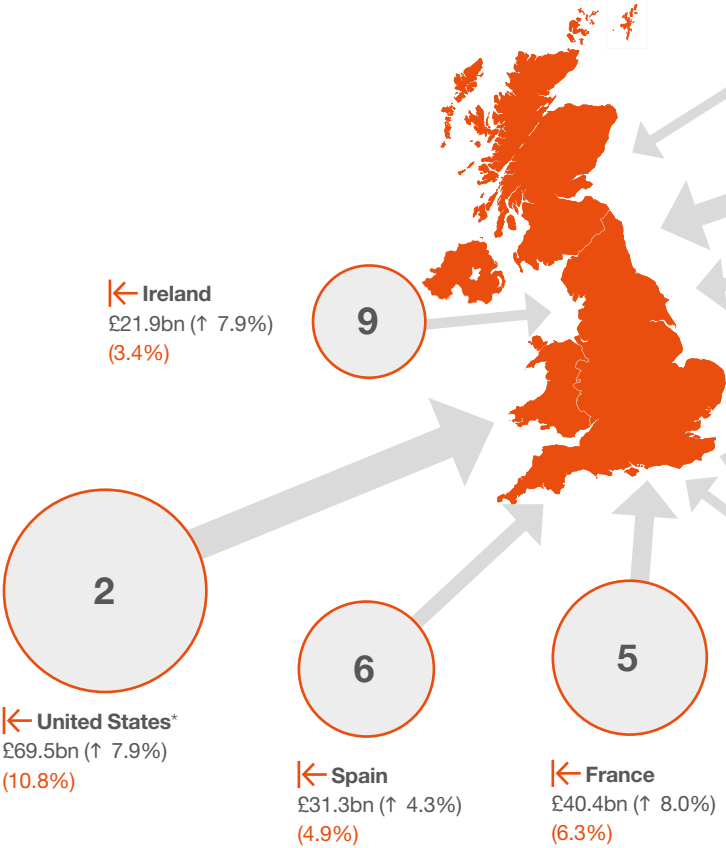 Ireland
£21.9bn (↑ 7.9%)
(3.4%)
9
2
United States*
£69.5bn (↑ 7.9%)
(10.8%)
6
Spain
£31.3bn (↑ 4.3%)
(4.9%)
5
France
£40.4bn (↑ 8.0%)
(6.3%)